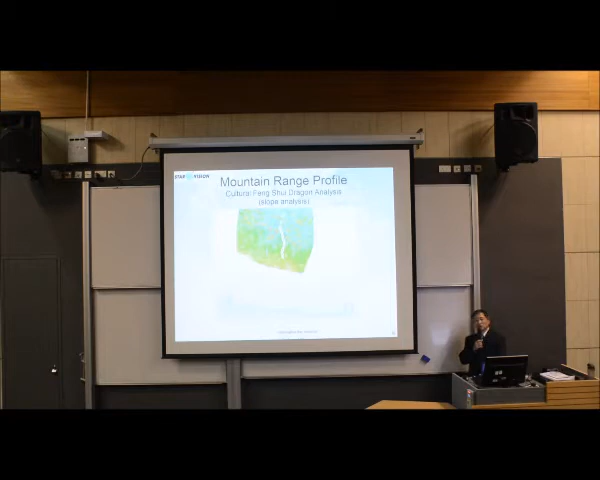 STAR VISION
Mountain Range Profile
Cultural Feng Shui Dragon Analysis
(slope analysis)